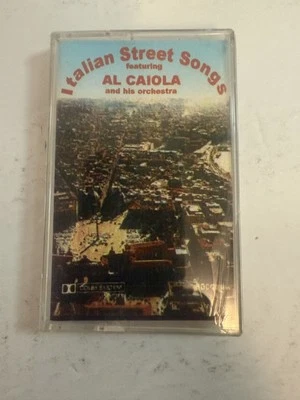 Italian Street Songs
featuring
AL CAIOLA
and his orchestra